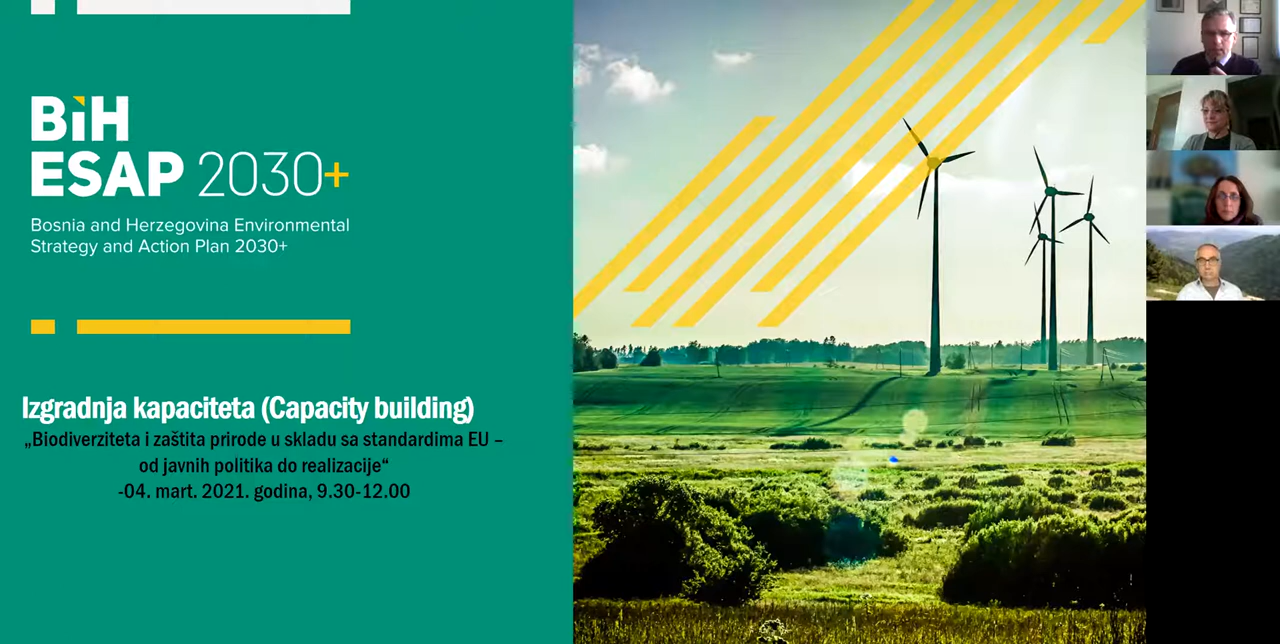 BiH
ESAP 2030+
Bosnia and Herzegovina Environmental
Strategy and Action Plan 2030+
Izgradnja kapaciteta (Capacity building)
„Biodiverziteta i zaštita prirode u skladu sa standardima EU –
od javnih politika do realizacije“
-04. mart. 2021. godina, 9.30-12.00